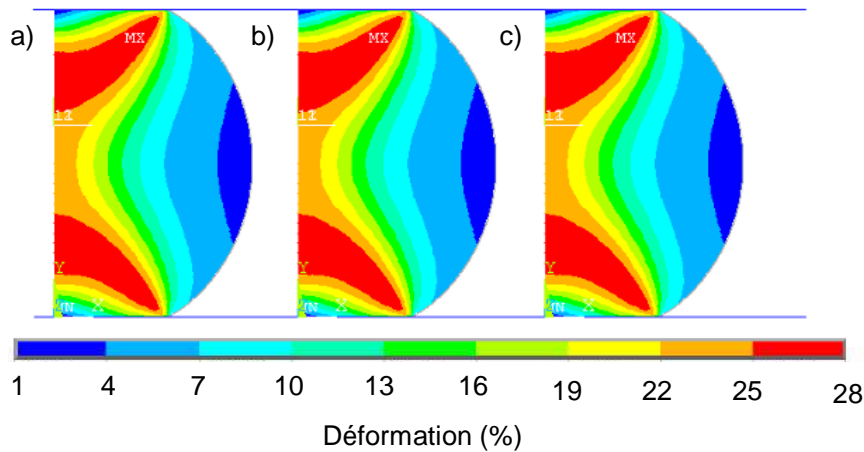 a) b) c)
MX MX MX
Y Y Y
X X X
1 4 7 10 13 16 19 22 25 28
Déformation (%)